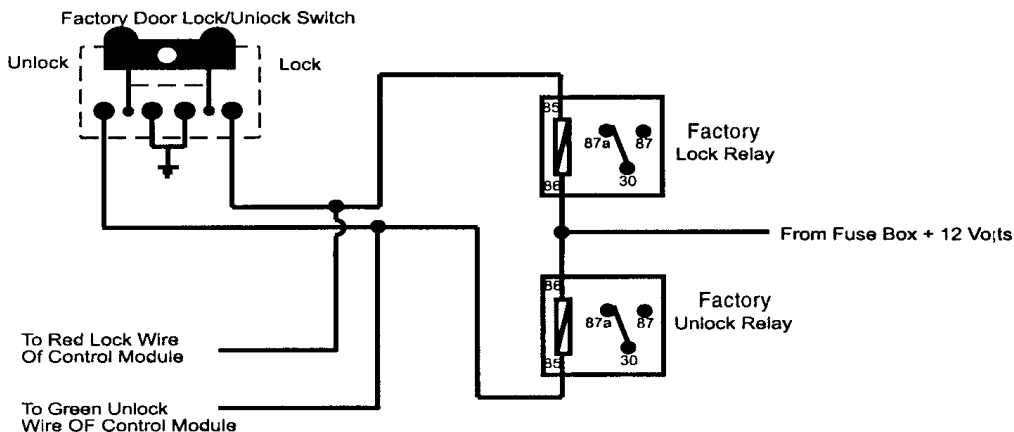 Factory Door Lock/Unlock Switch
Unlock
Lock
85
87a
87
86
30
Factory
Lock Relay
From Fuse Box + 12 Vo¡ts
86
87a
87
85
30
Factory
Unlock Relay
To Red Lock Wire
Of Control Module
To Green Unlock
Wire OF Control Module